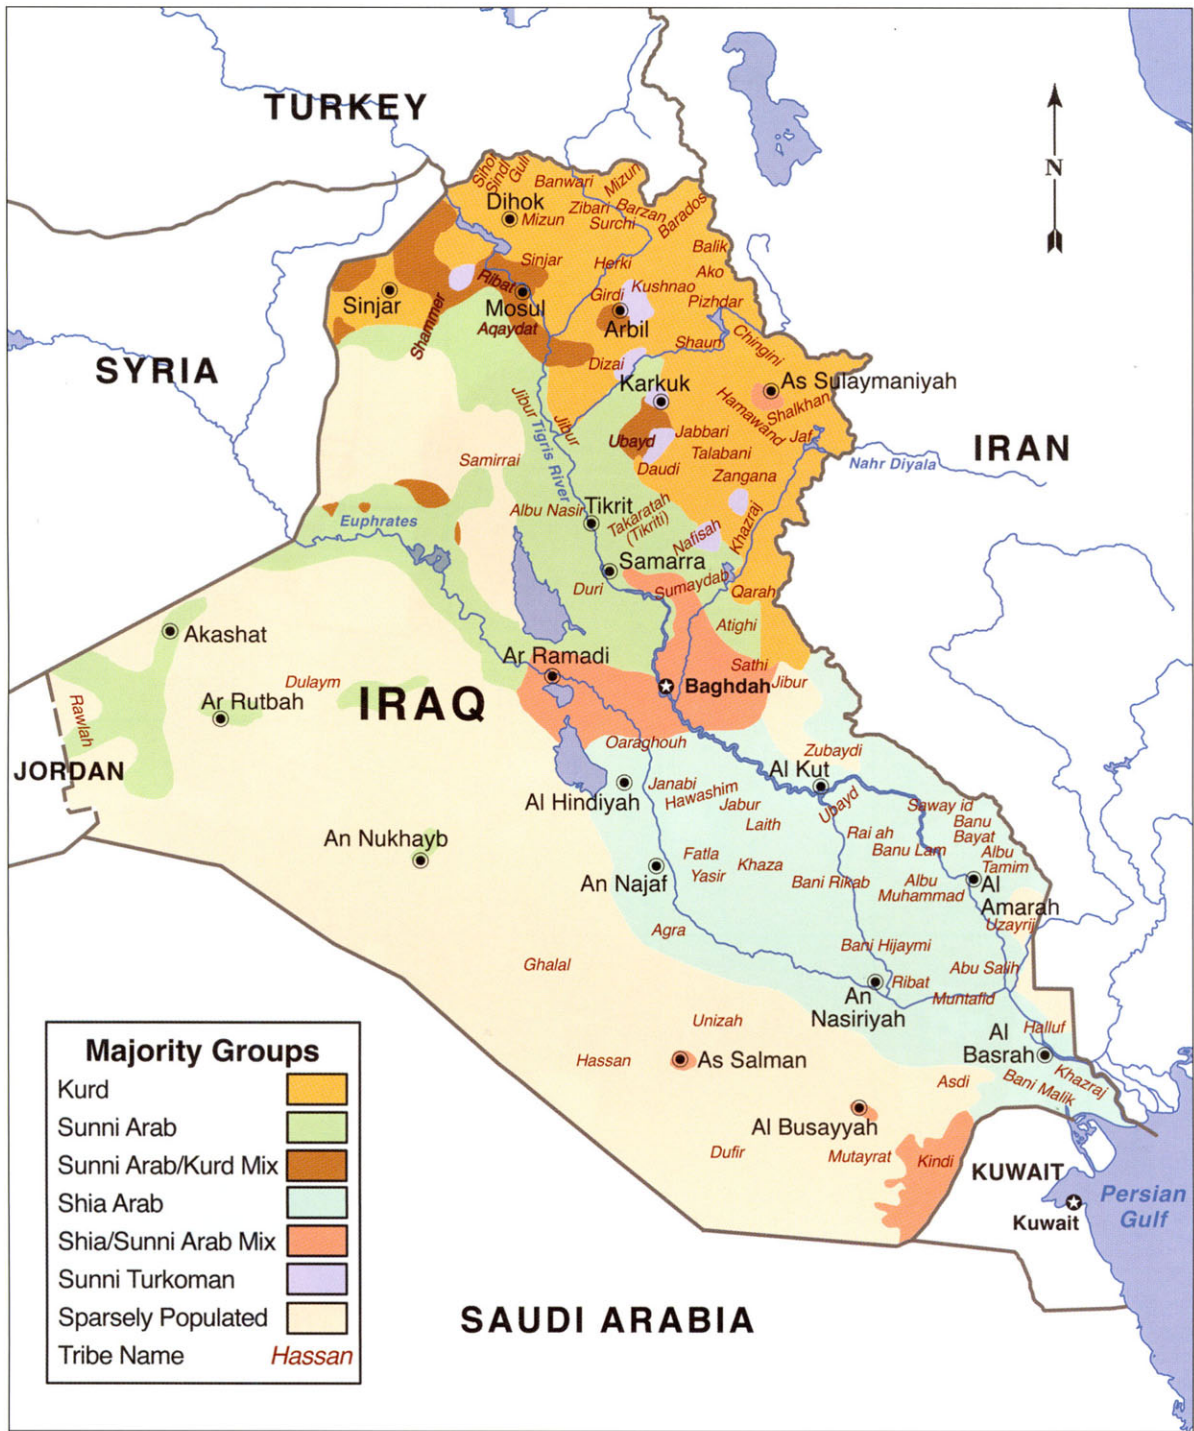 TURKEY
N
Sihor
Sindi
Guli
Banwari
Mizuri
Dihok
Mizun
Zibari
Surchi
Barzan
Barados
Balik
Sinjar
Herki
Ako
Ribat
Girdi
Kushnao
Pizhdar
Sinjar
Shammer
Mosul
Aqaydat
Arbil
Shaun
Chingini
SYRIA
Dizai
Karkuk
As Sulaymaniyah
Hamawand
Shalkhan
Jibur
Jibur
Tigris River
Ubayd
Jabbari
Jaf
IRAN
Talabani
Nahr Diyala
Samirrai
Daudi
Zangana
Albu Nasir
Tikrit
Takaratah
(Tikriti)
Khazraj
Euphrates
Nafisah
Samarra
Duri
Sumaydab
Qarah
Akashat
Atighi
Ar Ramadi
Sathi
Dulaym
Baghdah
Jibur
Ar Rutbah
IRAQ
Rawlah
Oaraghouh
Zubaydi
JORDAN
Al Kut
Janabi
Al Hindiyah
Hawashim
Jabur
Ubayd
Saway id
Laith
Banu
Bayat
Rai ah
An Nukhayb
Banu Lam
Albu
Tamim
Fatla
Khaza
Yasir
An Najaf
Bani Rikab
Albu
Muhammad
Al
Amarah
Uzayrij
Agra
Bani Hijaymi
Ghalal
Abu Salih
Ribat
Muntafid
An
Nasiriyah
Unizah
Halluf
Al
Basrah
Hassan
As Salman
Khazraj
Bani Malik
Asdi
Al Busayyah
Dufir
Mutayrat
Kindi
KUWAIT
Kuwait
Persian
Gulf
SAUDI ARABIA
Majority Groups
Kurd
Sunni Arab
Sunni Arab/Kurd Mix
Shia Arab
Shia/Sunni Arab Mix
Sunni Turkoman
Sparsely Populated
Tribe Name Hassan